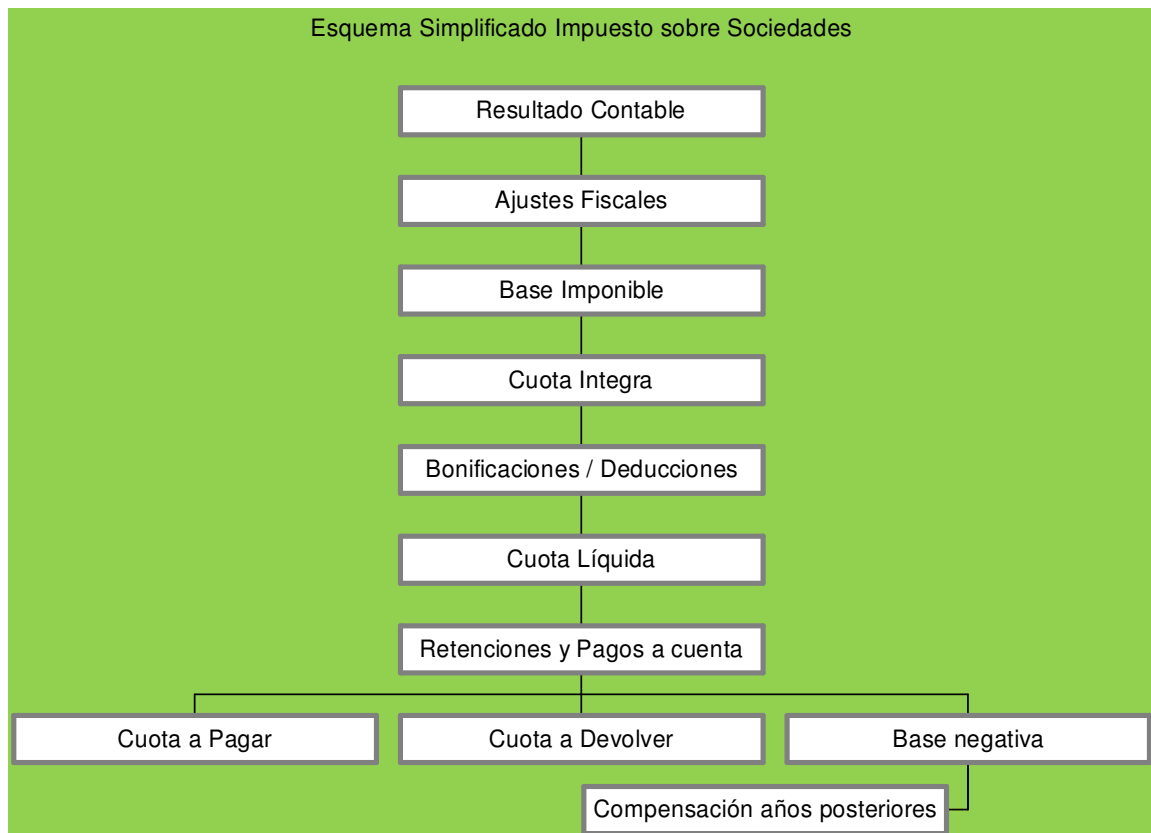 Esquema Simplificado Impuesto sobre Sociedades
Resultado Contable
Ajustes Fiscales
Base Imponible
Cuota Integra
Bonificaciones / Deducciones
Cuota Líquida
Retenciones y Pagos a cuenta
Cuota a Pagar
Cuota a Devolver
Base negativa
Compensación años posteriores